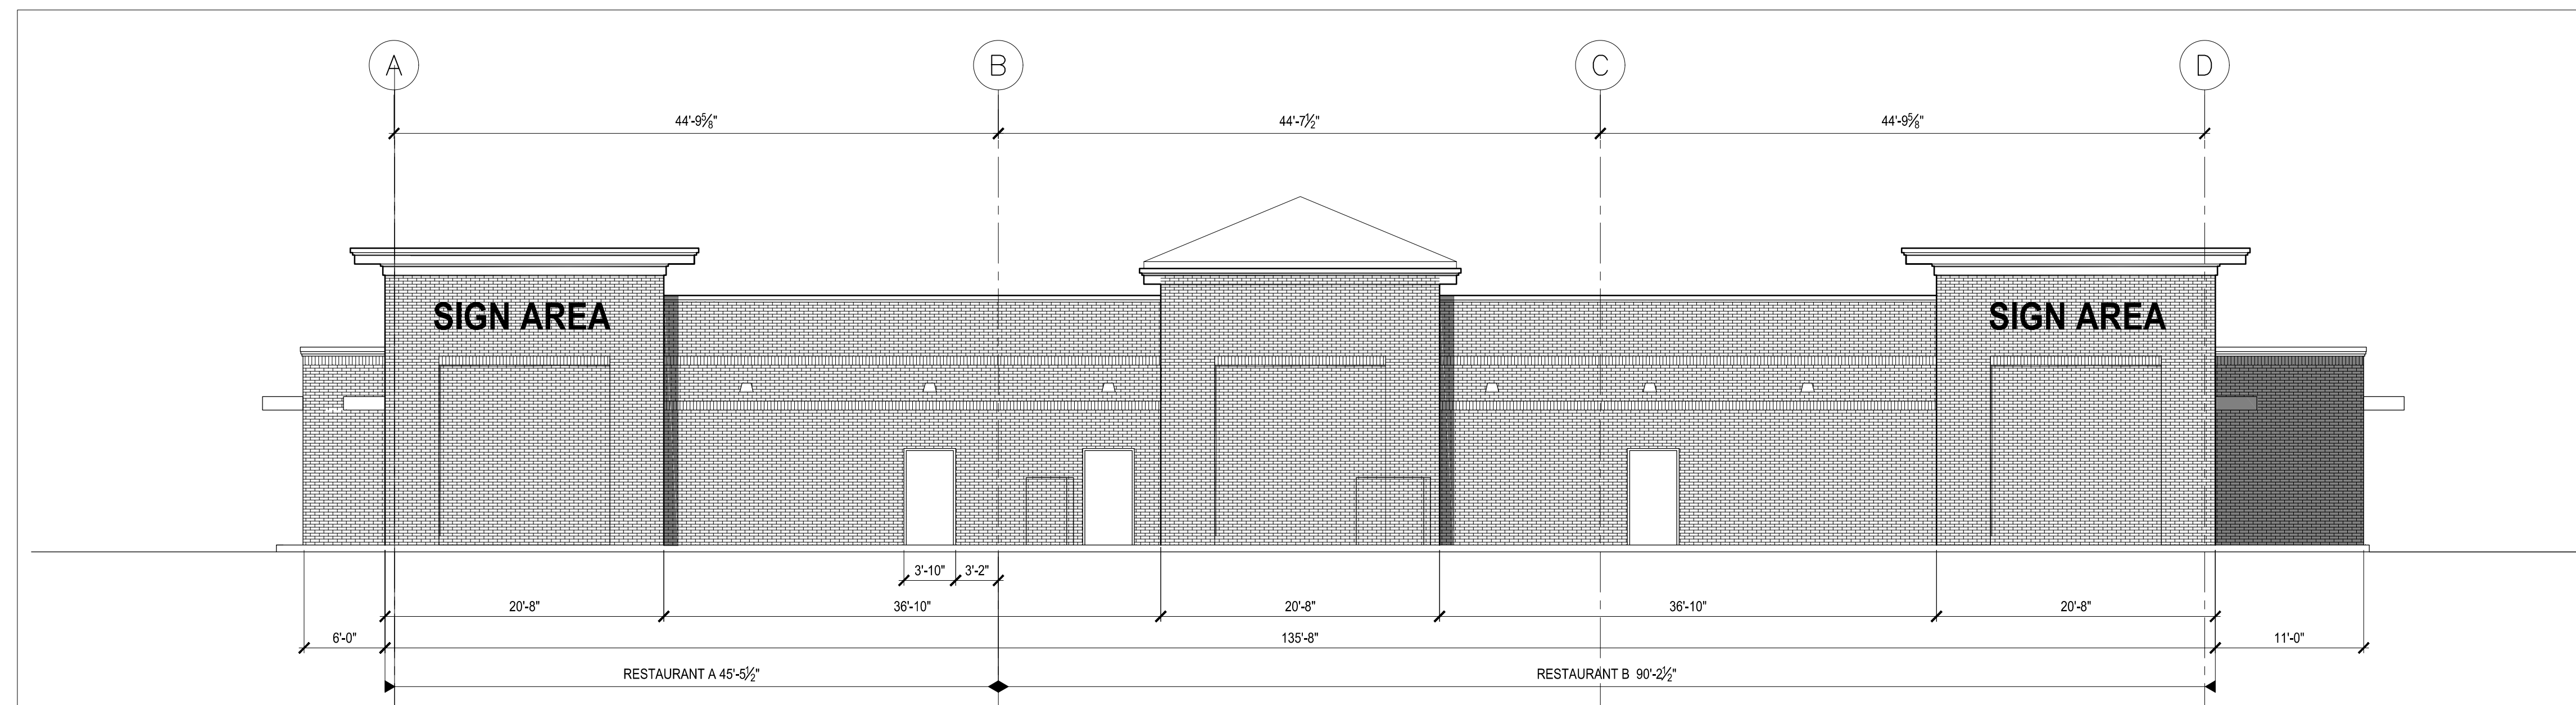 A B C D
44'-9⅝" 44'-7½" 44'-9⅝"
SIGN AREA SIGN AREA
3'-10" 3'-2"
20'-8" 36'-10" 20'-8" 36'-10" 20'-8"
6'-0" 135'-8" 11'-0"
RESTAURANT A 45'-5½" RESTAURANT B 90'-2½"